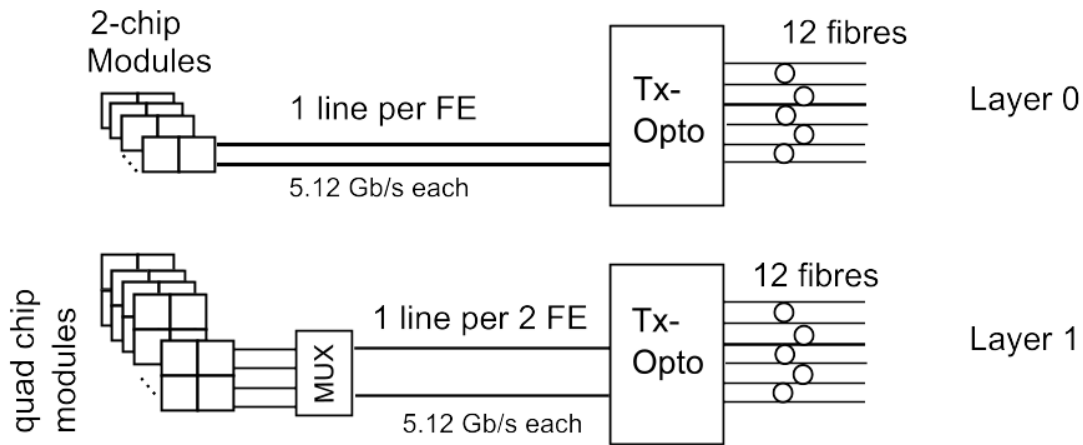 2-chip
Modules
1 line per FE
5.12 Gb/s each
Tx-
Opto
12 fibres
Layer 0
quad chip
modules
MUX
1 line per 2 FE
5.12 Gb/s each
Tx-
Opto
12 fibres
Layer 1